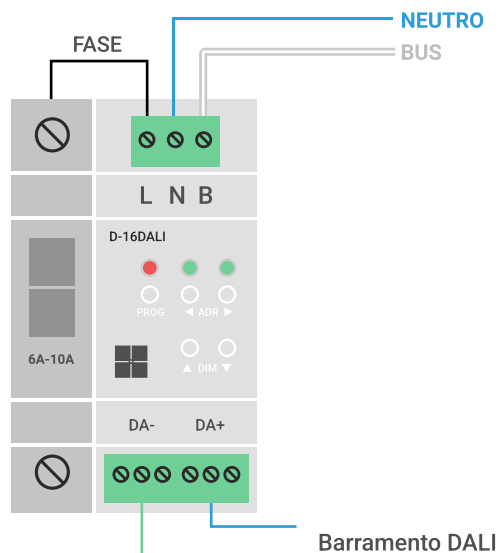 NEUTRO
FASE
BUS
L N B
D-16DALI
PROG ◀ ADR ▶
6A-10A
▲ DIM ▼
DA- DA+
Barramento DALI